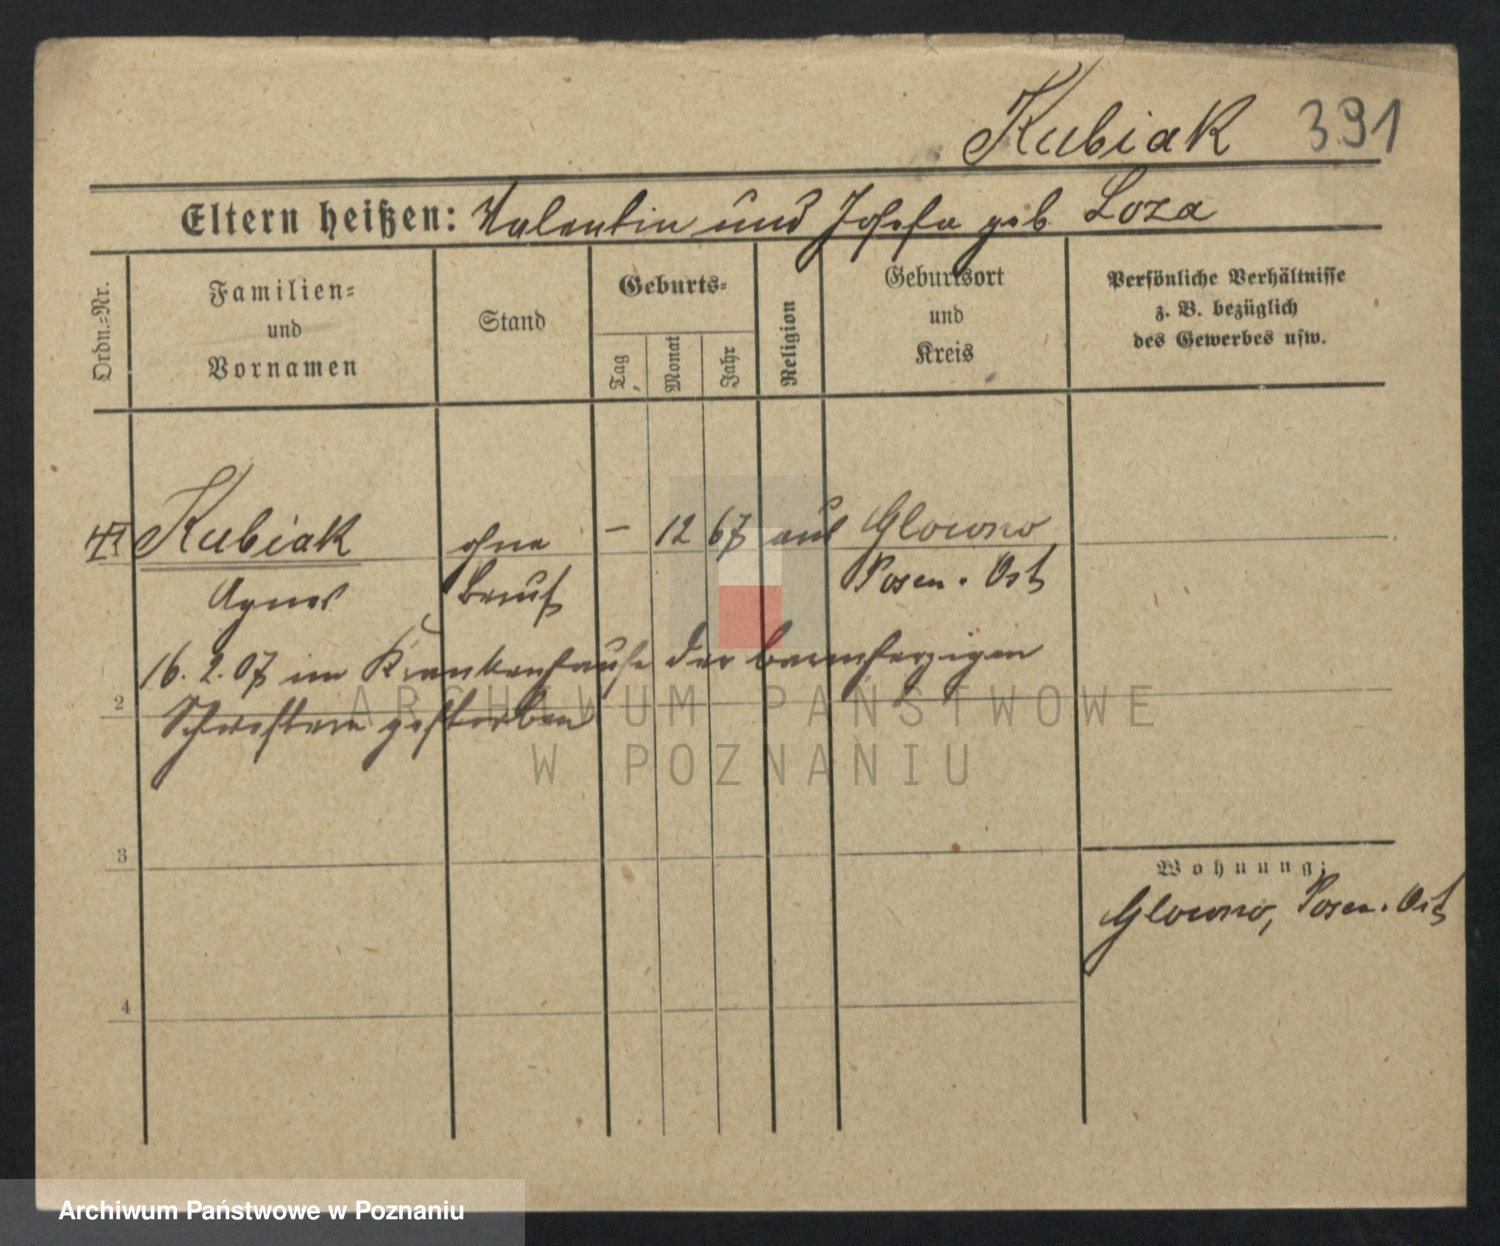 Kubiak 391
Eltern heißen: Valentin und Josefa geb. Loza
Ordn.-Nr.
Familien-
und
Vornamen
Stand
Geburts-
Tag
Monat
Jahr
Religion
Geburtsort
und
Kreis
Persönliche Verhältnisse
z. B. bezüglich
des Gewerbes usw.
Kubiak ohne – 12 67 aus Glowno
Agnes Beruf Posen-Ost
16.2.07 im Krankenhause der barmherzigen
2
Schwestern gestorben
ARCHIWUM PAŃSTWOWE
W POZNANIU
3
Wohnung:
Glowno, Posen-Ost
4
Archiwum Państwowe w Poznaniu